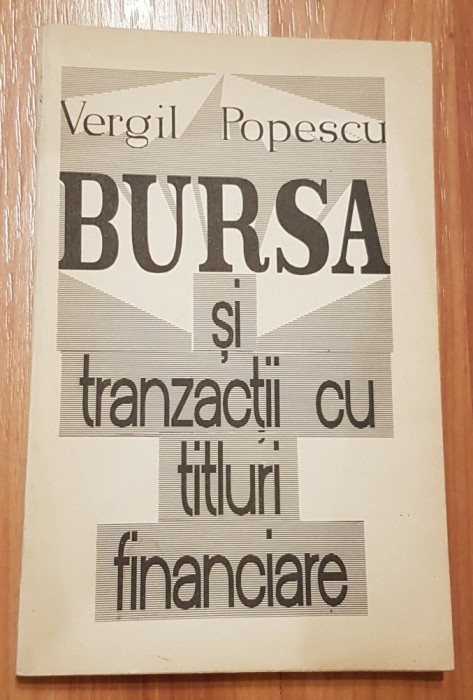 Vergil Popescu
BURSA
și
tranzacții cu
titluri
financiare